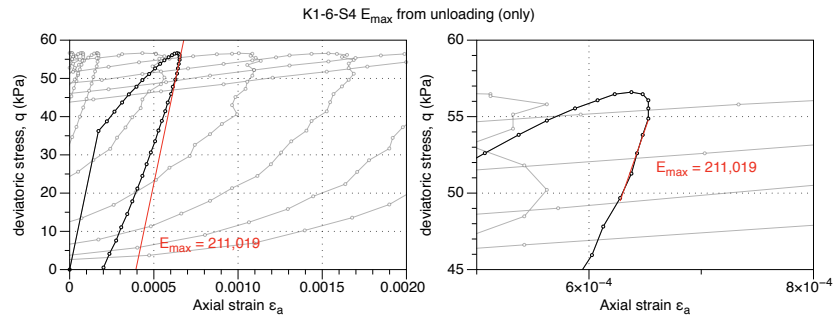 K1-6-S4 Emax from unloading (only)
deviatoric stress, q (kPa)
60
50
40
30
20
10
0
0
0.0005
0.0010
0.0015
0.0020
Axial strain εa
Emax = 211,019
deviatoric stress, q (kPa)
60
55
50
45
6×10⁻⁴
8×10⁻⁴
Axial strain εa
Emax = 211,019